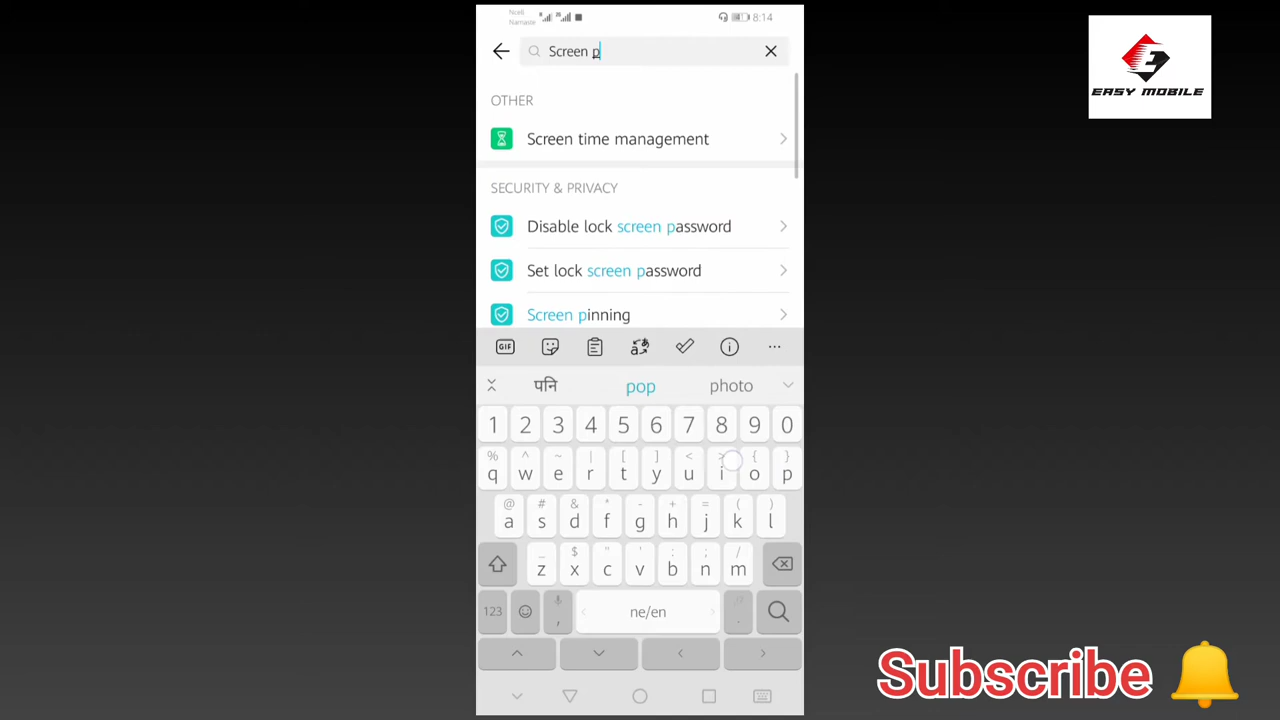 Ncell
Namaste
8:14
Screen p
EASY MOBILE
OTHER
Screen time management
SECURITY & PRIVACY
Disable lock screen password
Set lock screen password
Screen pinning
GIF
पनि pop photo
1 2 3 4 5 6 7 8 9 0
% ^ ~ | [ ] < > { }
q w e r t y u i o p
@ # & * - + = ( )
a s d f g h j k l
_ $ " ' : ; /
z x c v b n m
123 , ne/en .
Subscribe